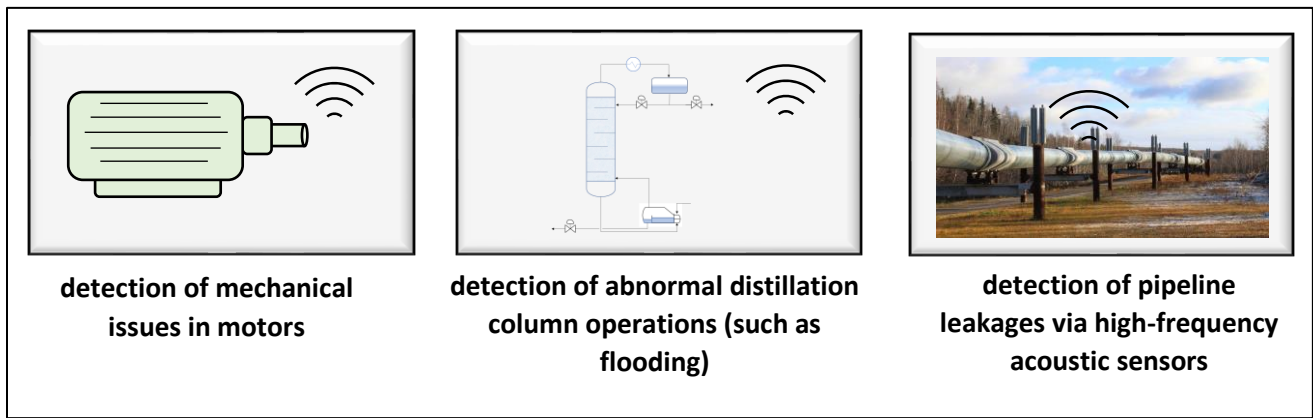 detection of mechanical
issues in motors
detection of abnormal distillation
column operations (such as
flooding)
detection of pipeline
leakages via high-frequency
acoustic sensors